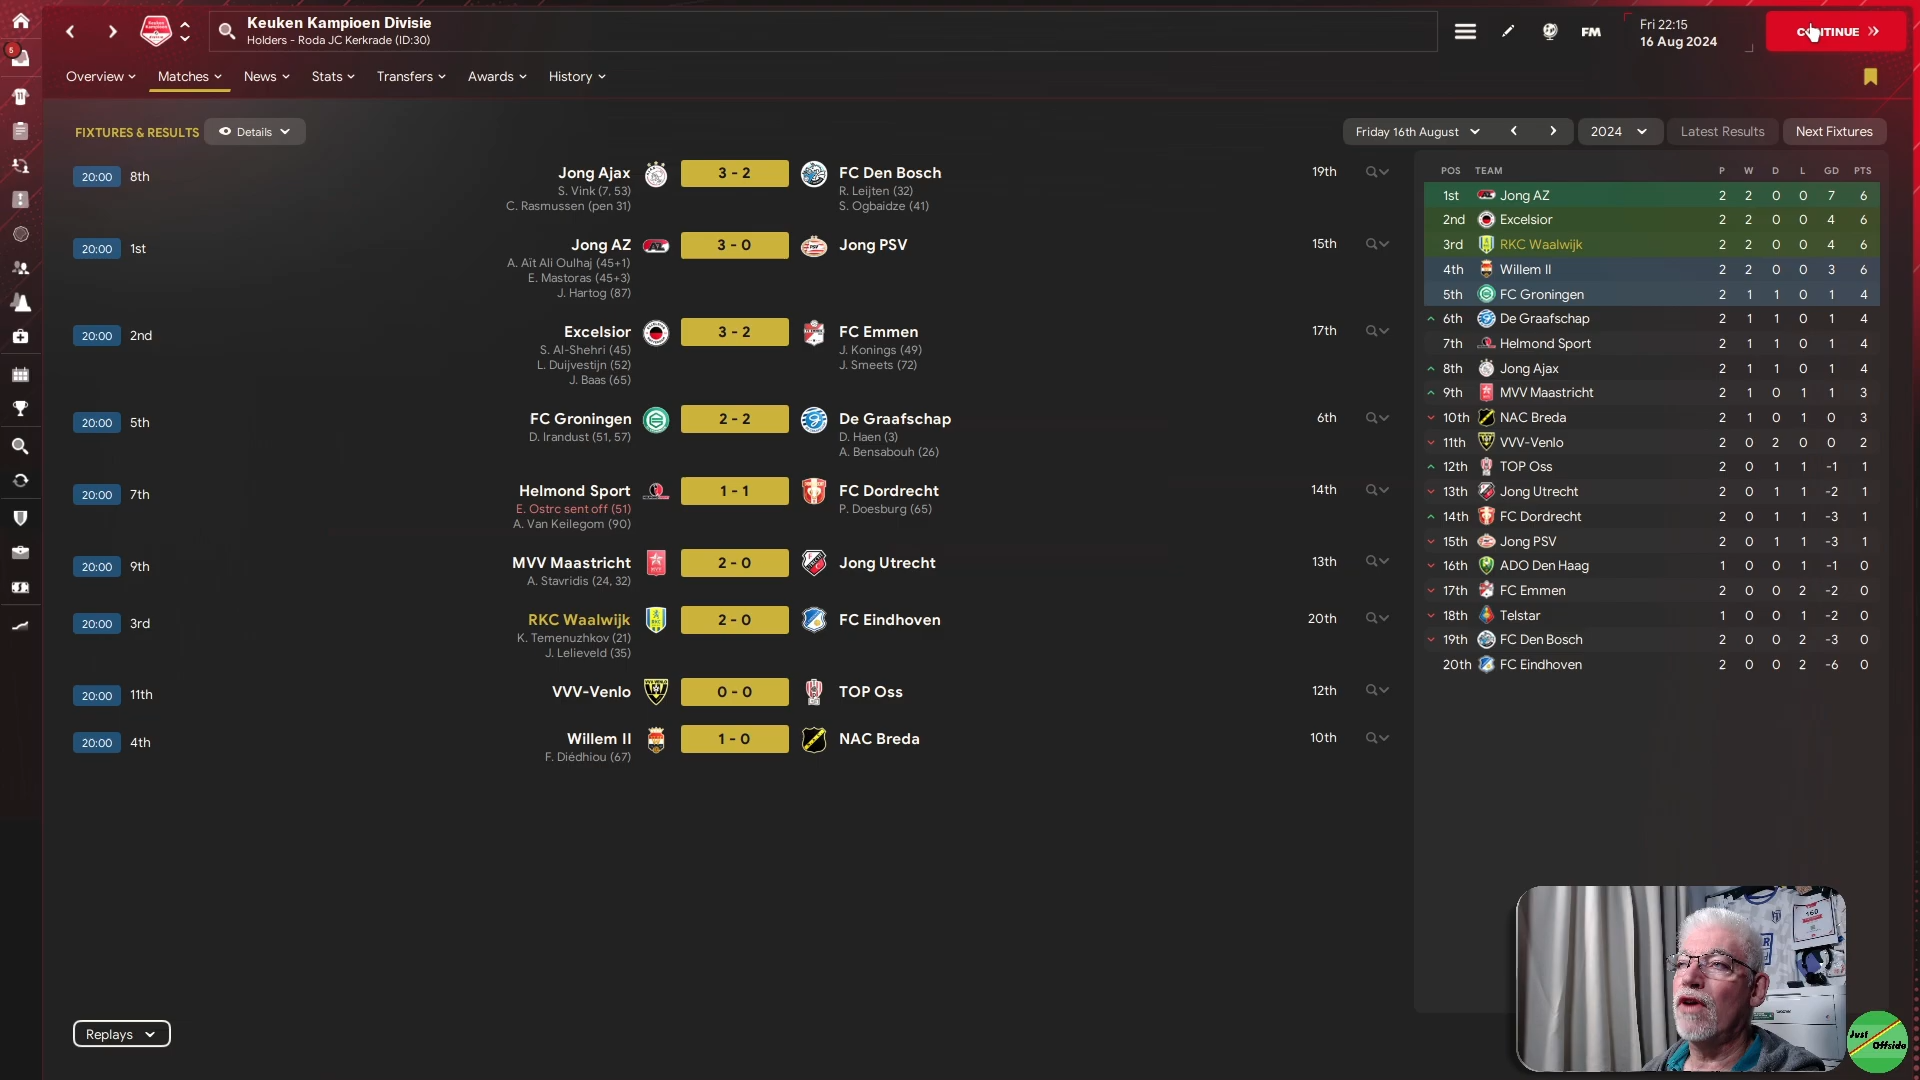 Keuken Kampioen Divisie
Holders - Roda JC Kerkrade (ID:30)
FM
Fri 22:15
16 Aug 2024
5
Overview
Matches
News
Stats
Transfers
Awards
History
FIXTURES & RESULTS
Details
Friday 16th August
2024
Latest Results
Next Fixtures
20:00 8th Jong Ajax 3 - 2 FC Den Bosch 19th
S. Vink (7, 53) R. Leijten (32)
C. Rasmussen (pen 31) S. Ogbaidze (41)
20:00 1st Jong AZ 3 - 0 Jong PSV 15th
A. Aït Ali Oulhaj (45+1)
E. Mastoras (45+3)
J. Hartog (87)
20:00 2nd Excelsior 3 - 2 FC Emmen 17th
S. Al-Shehri (45) J. Konings (49)
L. Duijvestijn (52) J. Smeets (72)
J. Baas (65)
20:00 5th FC Groningen 2 - 2 De Graafschap 6th
D. Irandust (51, 57) D. Haen (3)
A. Bensabouh (26)
20:00 7th Helmond Sport 1 - 1 FC Dordrecht 14th
E. Ostrc sent off (51) P. Doesburg (65)
A. Van Keilegom (90)
20:00 9th MVV Maastricht 2 - 0 Jong Utrecht 13th
A. Stavridis (24, 32)
20:00 3rd RKC Waalwijk 2 - 0 FC Eindhoven 20th
K. Temenuzhkov (21)
J. Lelieveld (35)
20:00 11th VVV-Venlo 0 - 0 TOP Oss 12th
20:00 4th Willem II 1 - 0 NAC Breda 10th
F. Diédhiou (67)
POS TEAM P W D L GD PTS
1st Jong AZ 2 2 0 0 7 6
2nd Excelsior 2 2 0 0 4 6
3rd RKC Waalwijk 2 2 0 0 4 6
4th Willem II 2 2 0 0 3 6
5th FC Groningen 2 1 1 0 1 4
6th De Graafschap 2 1 1 0 1 4
7th Helmond Sport 2 1 1 0 1 4
8th Jong Ajax 2 1 1 0 1 4
9th MVV Maastricht 2 1 0 1 1 3
10th NAC Breda 2 1 0 1 0 3
11th VVV-Venlo 2 0 2 0 0 2
12th TOP Oss 2 0 1 1 -1 1
13th Jong Utrecht 2 0 1 1 -2 1
14th FC Dordrecht 2 0 1 1 -3 1
15th Jong PSV 2 0 1 1 -3 1
16th ADO Den Haag 1 0 0 1 -1 0
17th FC Emmen 2 0 0 2 -2 0
18th Telstar 1 0 0 1 -2 0
19th FC Den Bosch 2 0 0 2 -3 0
20th FC Eindhoven 2 0 0 2 -6 0
Replays
160
Just
Offside